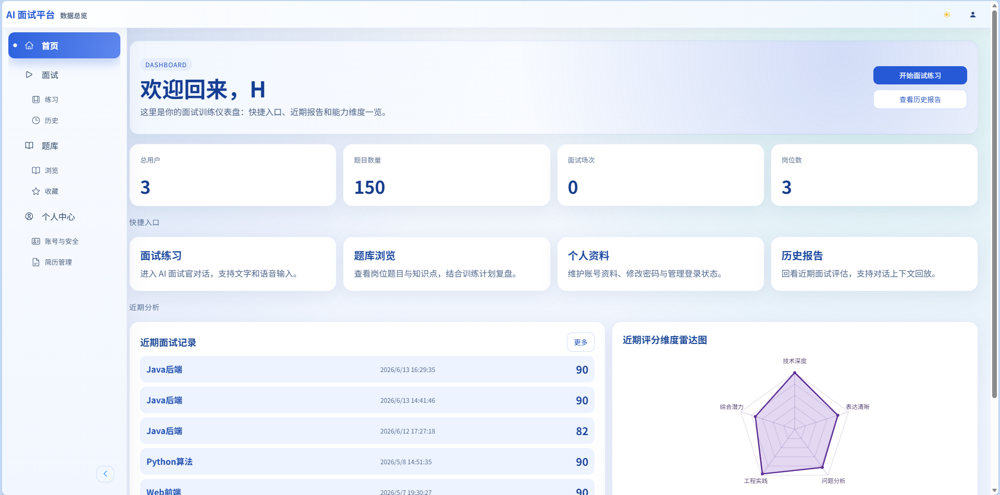 AI 面试平台 数据总览
首页
面试
练习
历史
题库
浏览
收藏
个人中心
账号与安全
简历管理
DASHBOARD
欢迎回来，H
这里是你的面试训练仪表盘：快捷入口、近期报告和能力维度一览。
开始面试练习
查看历史报告
总用户
3
题目数量
150
面试场次
0
岗位数
3
快捷入口
面试练习
进入 AI 面试官对话，支持文字和语音输入。
题库浏览
查看岗位题目与知识点，结合训练计划复盘。
个人资料
维护账号资料、修改密码与管理登录状态。
历史报告
回看近期面试评估，支持对话上下文回放。
近期分析
近期面试记录
更多
Java后端 2026/6/13 16:29:35 90
Java后端 2026/6/13 14:41:46 90
Java后端 2026/6/12 17:27:18 82
Python算法 2026/5/8 14:51:35 90
Web前端 2026/5/7 19:30:27 90
近期评分维度雷达图
技术深度
综合潜力
表达清晰
工程实践
问题分析